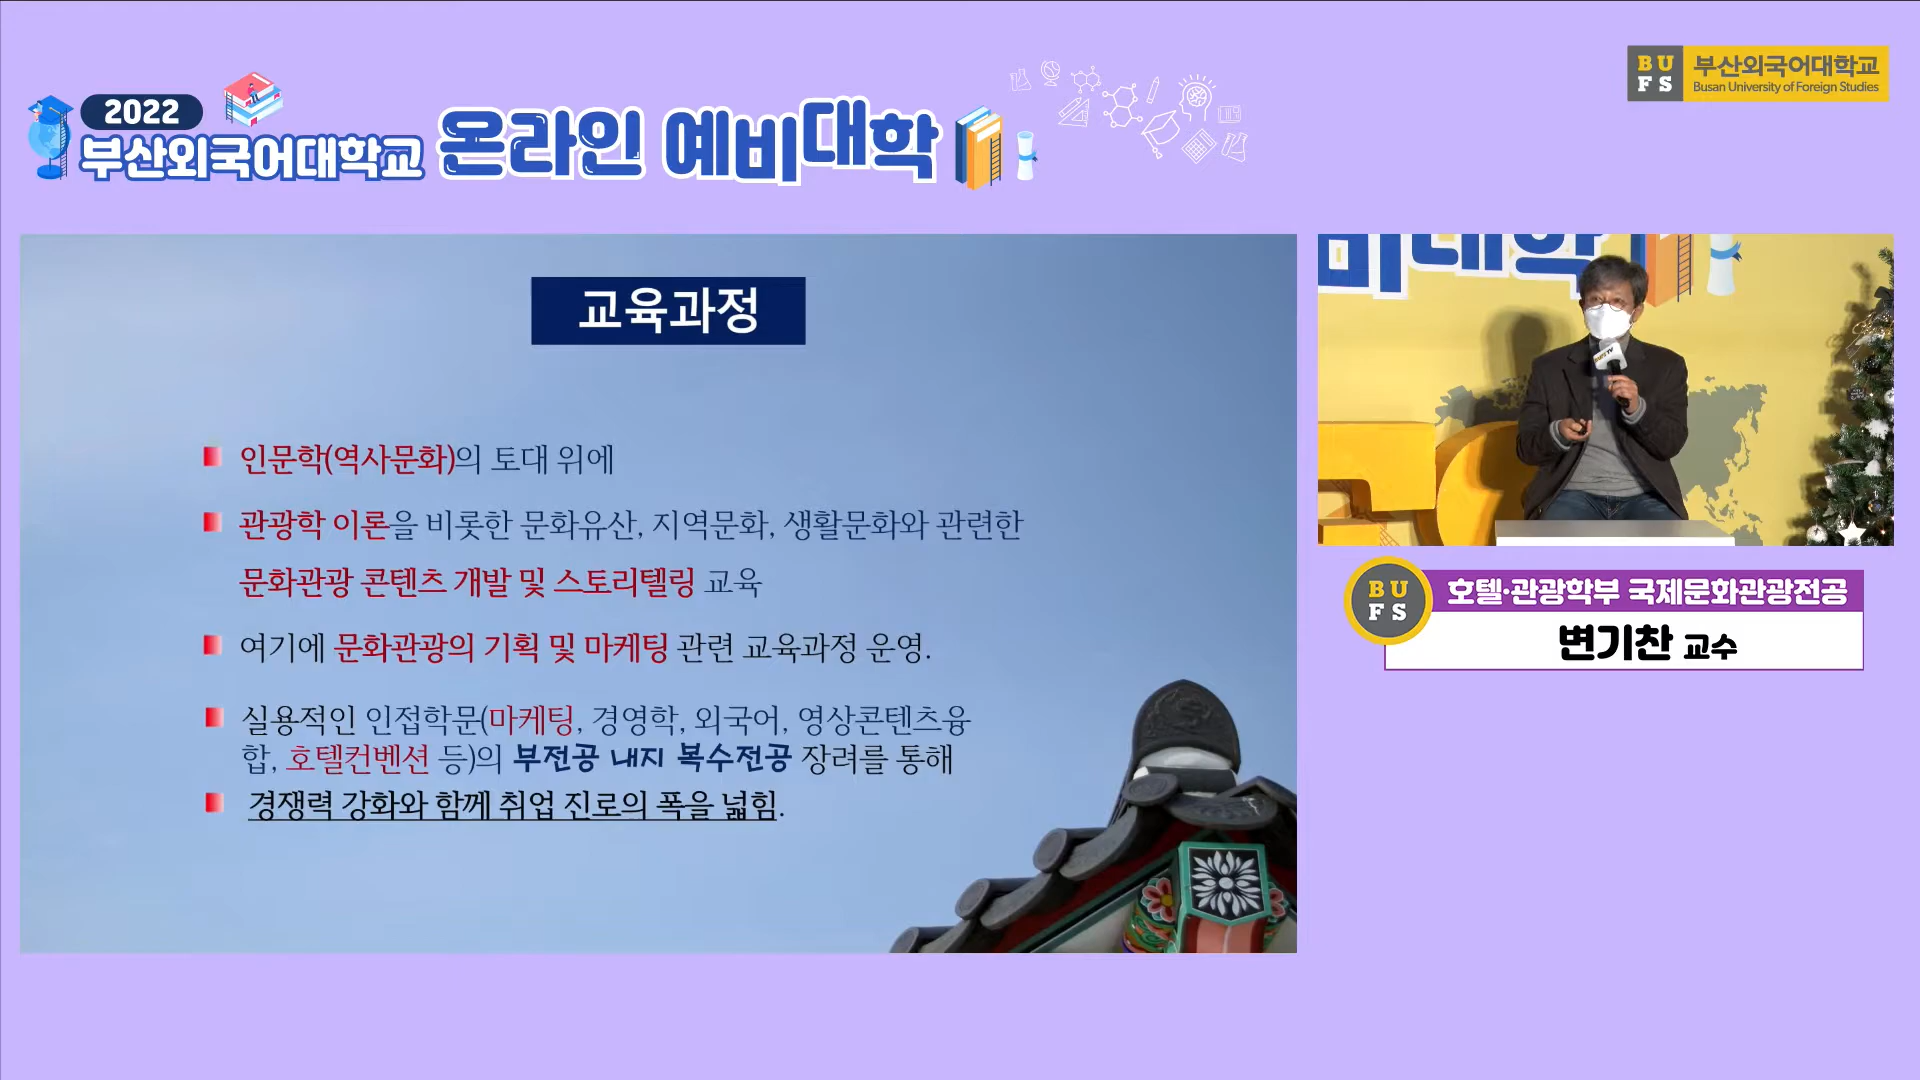 2022
부산외국어대학교 온라인 예비대학
BU
FS
부산외국어대학교
Busan University of Foreign Studies
교육과정
인문학(역사문화)의 토대 위에
관광학 이론을 비롯한 문화유산, 지역문화, 생활문화와 관련한
문화관광 콘텐츠 개발 및 스토리텔링 교육
여기에 문화관광의 기획 및 마케팅 관련 교육과정 운영.
실용적인 인접학문(마케팅, 경영학, 외국어, 영상콘텐츠융
합, 호텔컨벤션 등)의 부전공 내지 복수전공 장려를 통해
경쟁력 강화와 함께 취업 진로의 폭을 넓힘.
비대학
BUFS TV
BU
FS
호텔·관광학부 국제문화관광전공
변기찬 교수